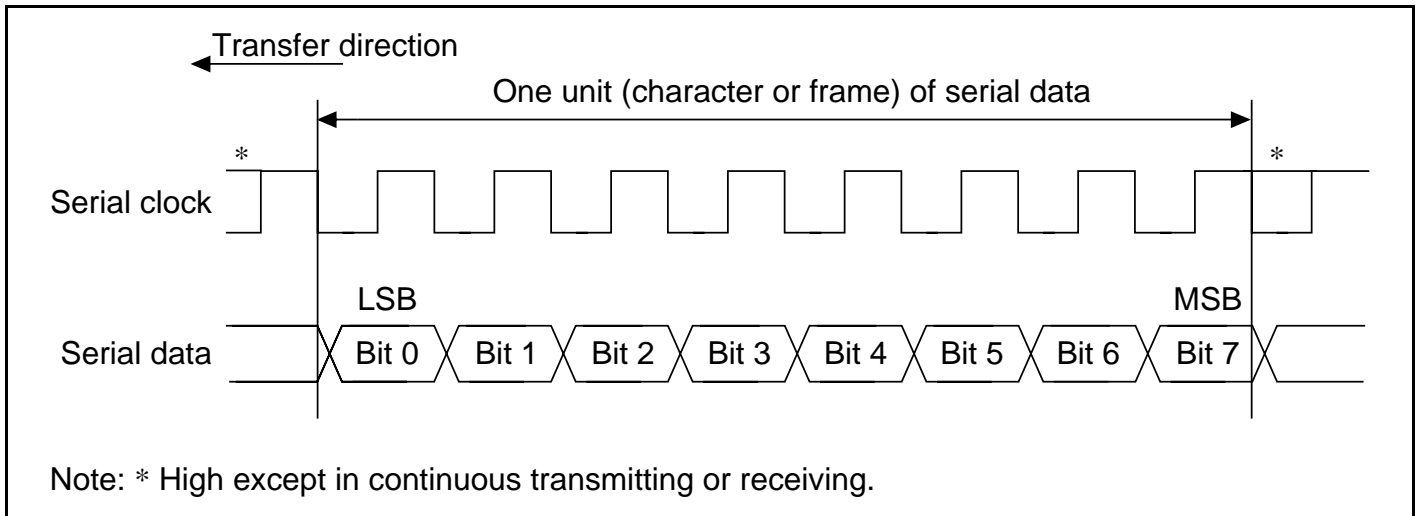 Transfer direction
One unit (character or frame) of serial data
* *
Serial clock
LSB MSB
Serial data Bit 0 Bit 1 Bit 2 Bit 3 Bit 4 Bit 5 Bit 6 Bit 7
Note: * High except in continuous transmitting or receiving.